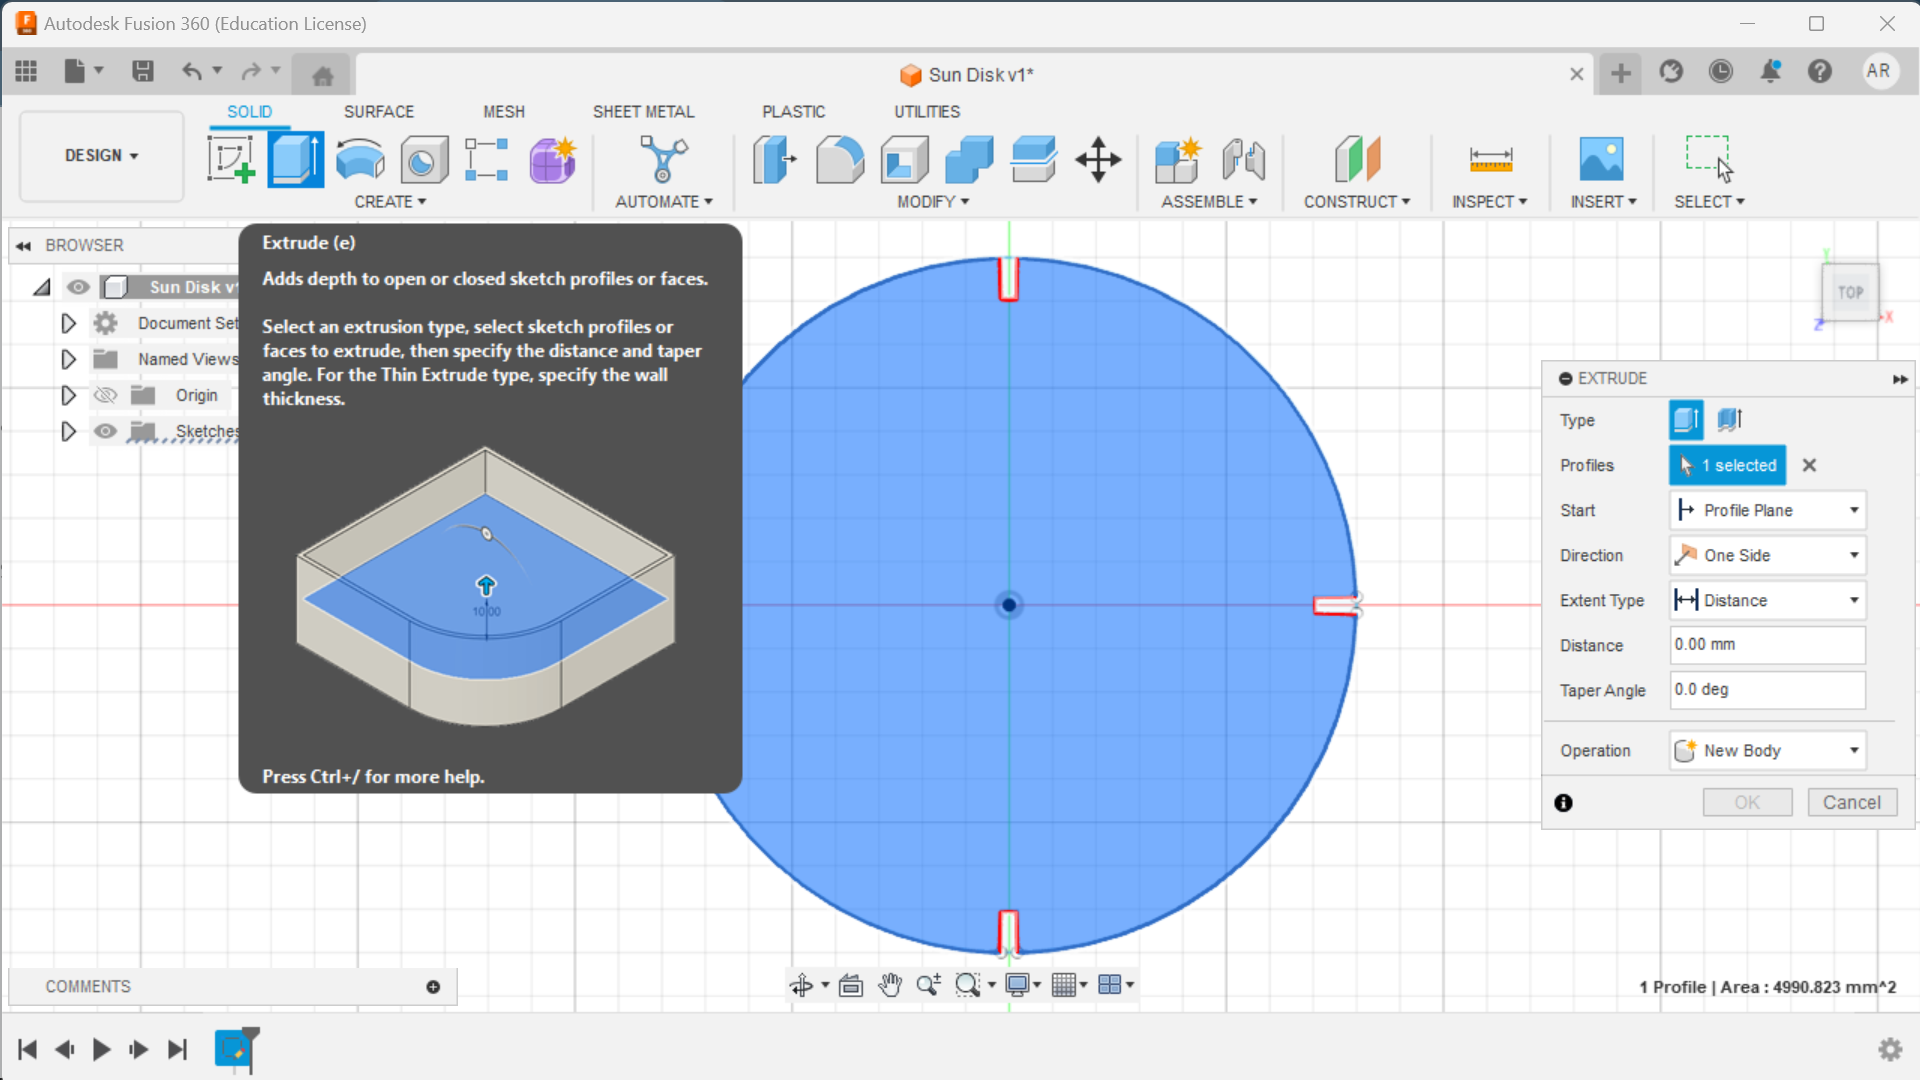 Autodesk Fusion 360 (Education License)
Sun Disk v1*
AR
SOLID
SURFACE
MESH
SHEET METAL
PLASTIC
UTILITIES
DESIGN
CREATE
AUTOMATE
MODIFY
ASSEMBLE
CONSTRUCT
INSPECT
INSERT
SELECT
BROWSER
Sun Disk v
Document Set
Named Views
Origin
Sketches
Extrude (e)
Adds depth to open or closed sketch profiles or faces.
Select an extrusion type, select sketch profiles or
faces to extrude, then specify the distance and taper
angle. For the Thin Extrude type, specify the wall
thickness.
10.00
Press Ctrl+/ for more help.
Y
TOP
X
Z
EXTRUDE
Type
Profiles
1 selected
Start
Profile Plane
Direction
One Side
Extent Type
Distance
Distance
0.00 mm
Taper Angle
0.0 deg
Operation
New Body
OK
Cancel
COMMENTS
1 Profile | Area : 4990.823 mm^2